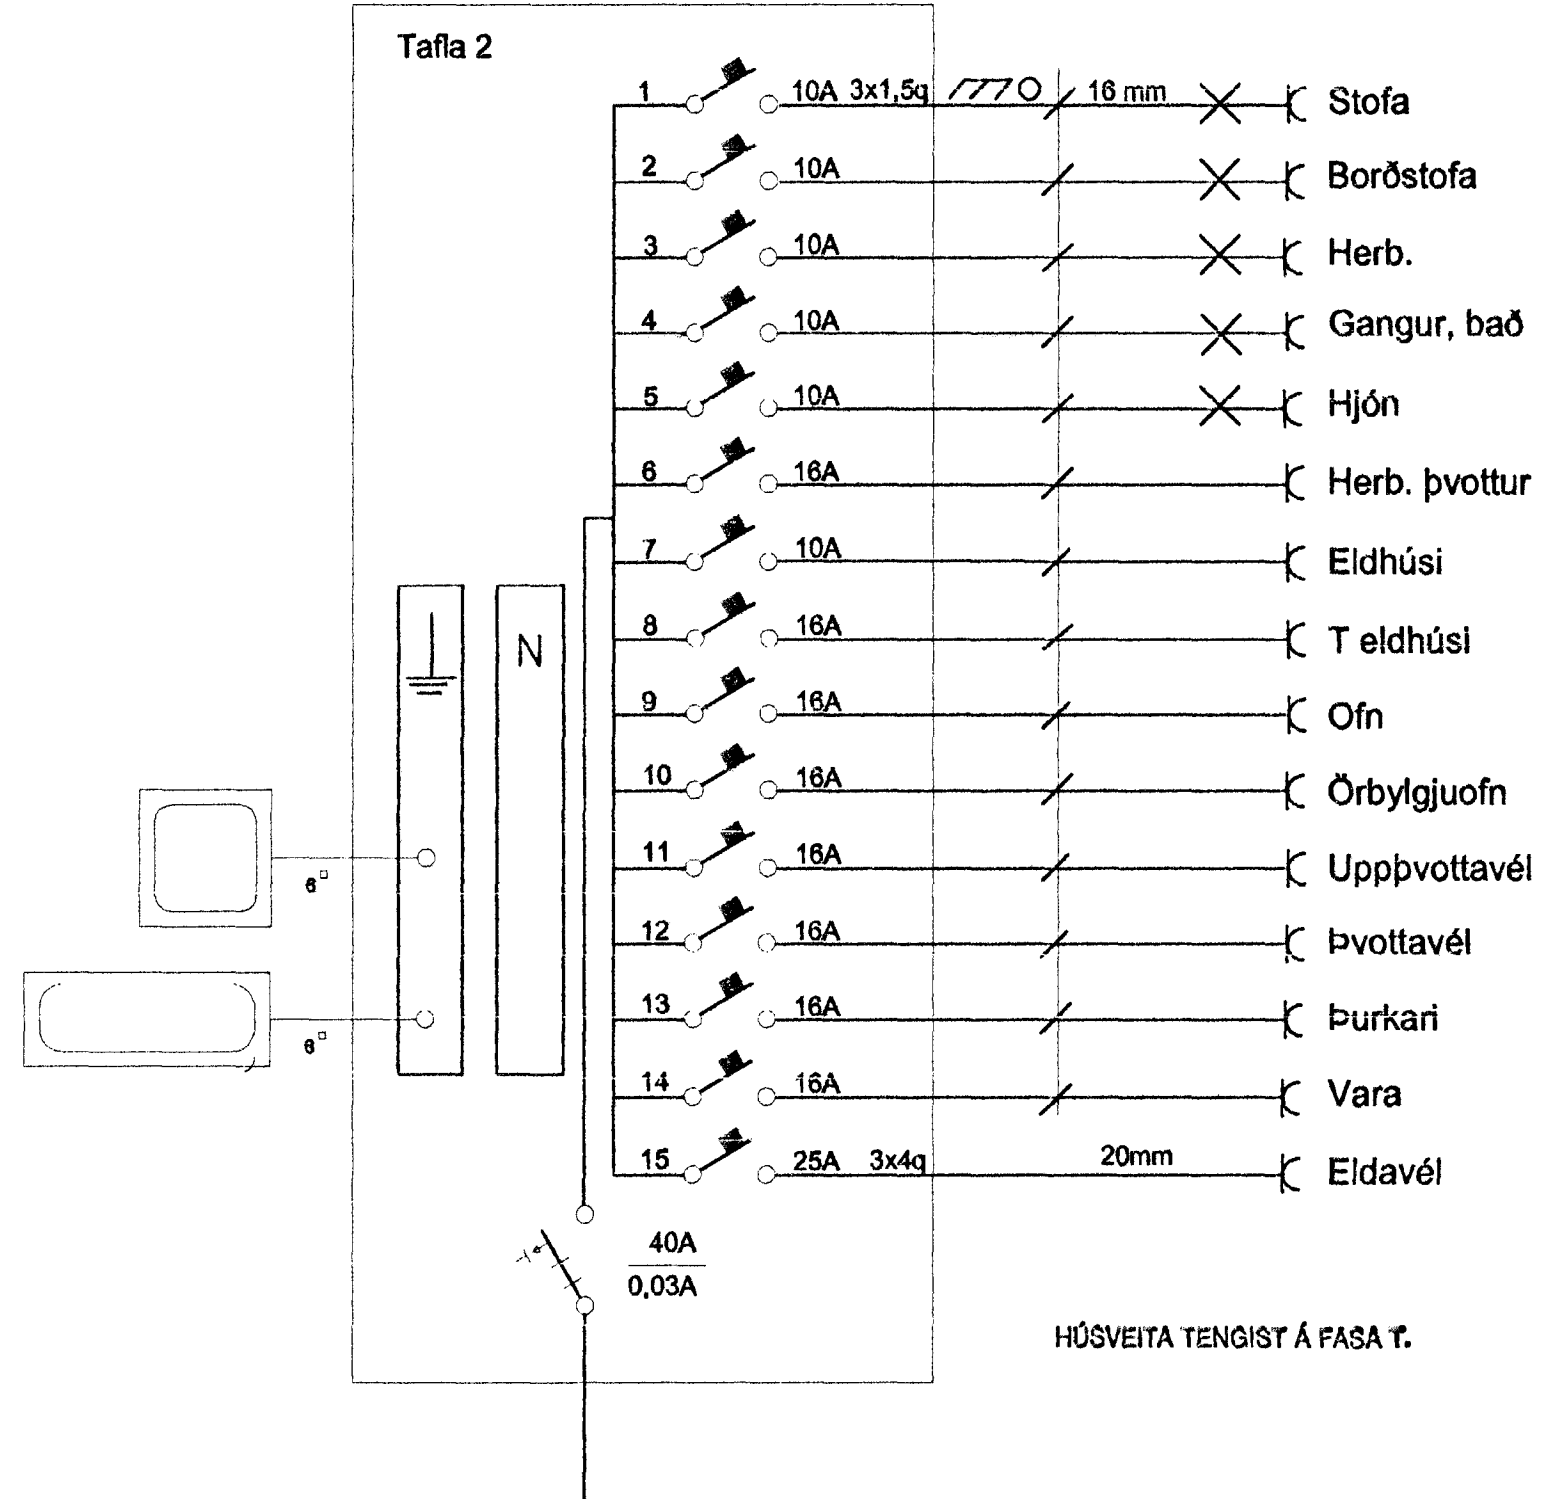 Tafla 2
1 10A 3x1,5q 16 mm Stofa
2 10A Borðstofa
3 10A Herb.
4 10A Gangur, bað
5 10A Hjón
6 16A Herb. þvottur
7 10A Eldhúsi
8 16A T eldhúsi
N
9 16A Ofn
10 16A Örbylgjuofn
11 16A Uppþvottavél
6▫
12 16A Þvottavél
13 16A Þurkari
6▫
14 16A Vara
15 25A 3x4q 20mm Eldavél
40A
0,03A
HÚSVEITA TENGIST Á FASA T.